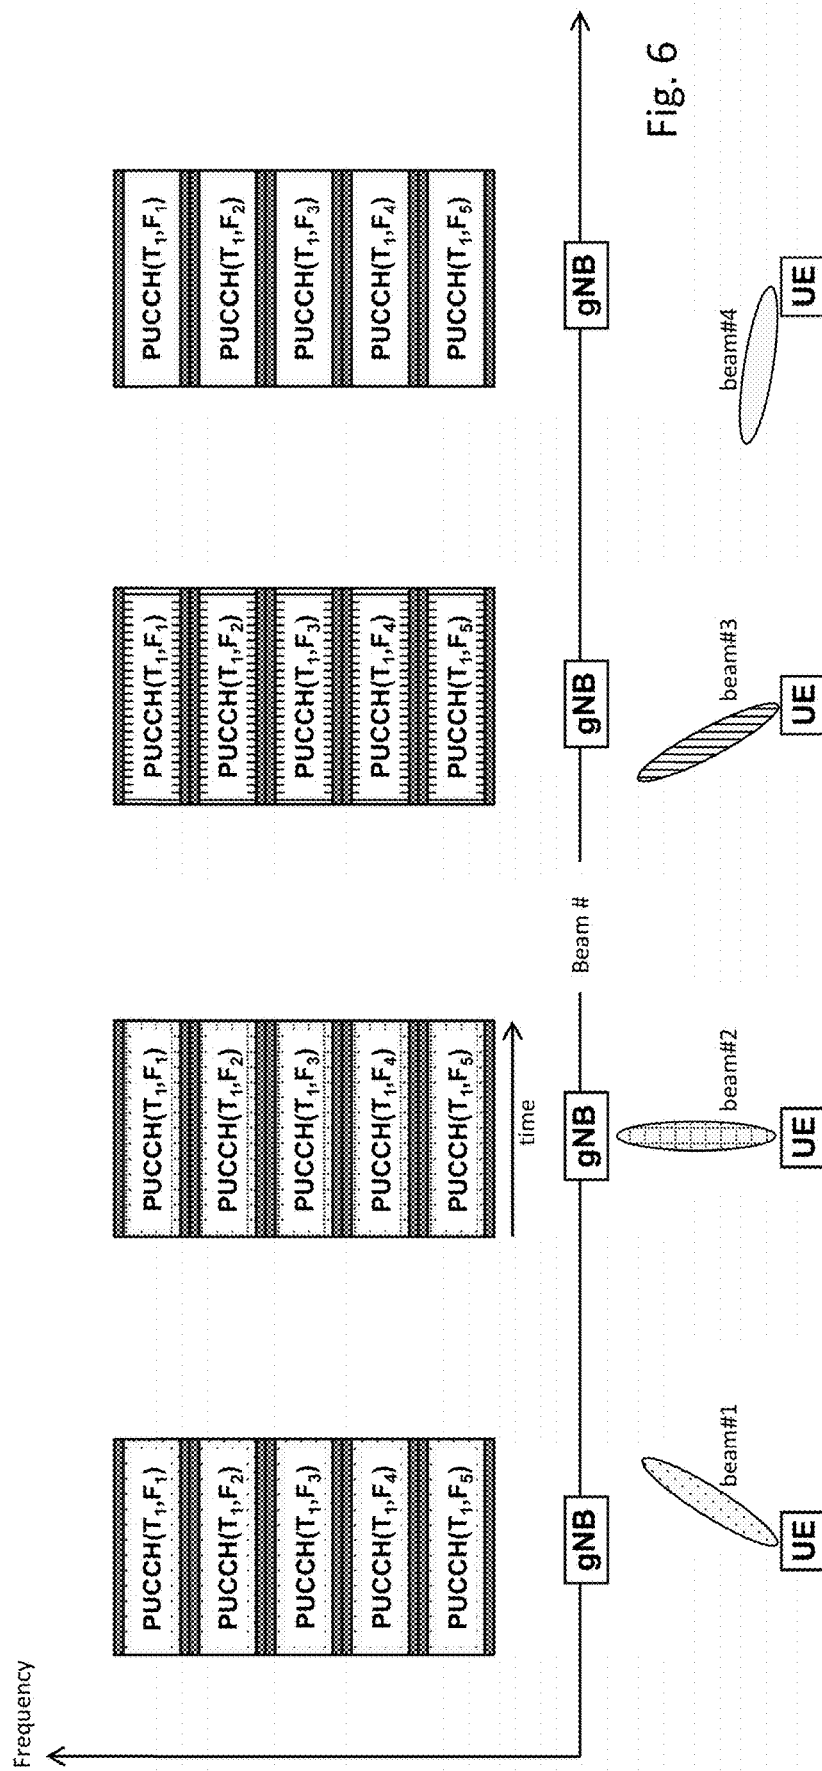 Frequency
PUCCH(T1,F1)
PUCCH(T1,F2)
PUCCH(T1,F3)
PUCCH(T1,F4)
PUCCH(T1,F5)
PUCCH(T1,F1)
PUCCH(T1,F2)
PUCCH(T1,F3)
PUCCH(T1,F4)
PUCCH(T1,F5)
time
PUCCH(T1,F1)
PUCCH(T1,F2)
PUCCH(T1,F3)
PUCCH(T1,F4)
PUCCH(T1,F5)
PUCCH(T1,F1)
PUCCH(T1,F2)
PUCCH(T1,F3)
PUCCH(T1,F4)
PUCCH(T1,F5)
gNB
gNB
Beam #
gNB
gNB
beam#1
beam#2
beam#3
beam#4
UE
UE
UE
UE
Fig. 6